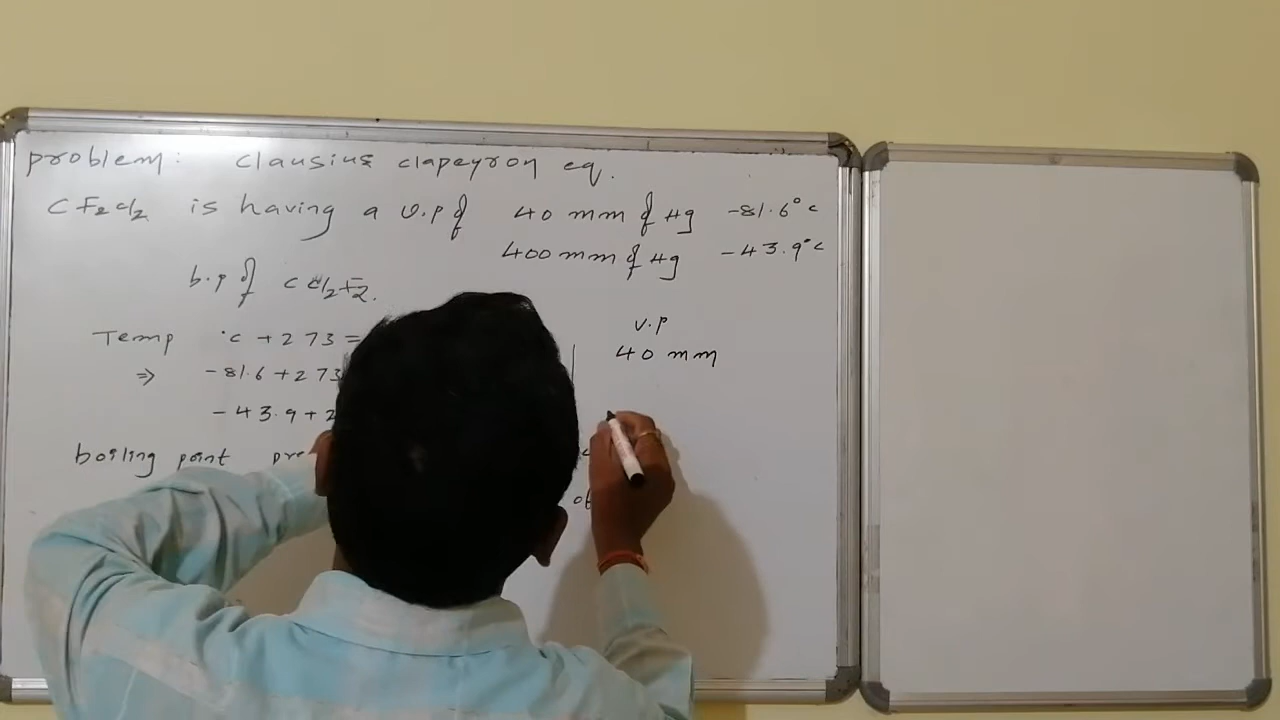 problem: Clausius clapeyron eq.
CF2Cl2 is having a V.P of 40 mm of Hg -81.6°C
400 mm of Hg -43.9°C
b.p of CCl2F2.
Temp °C + 273 =
⇒ -81.6 + 273
-43.9 + 2
V.P
40 mm
boiling point